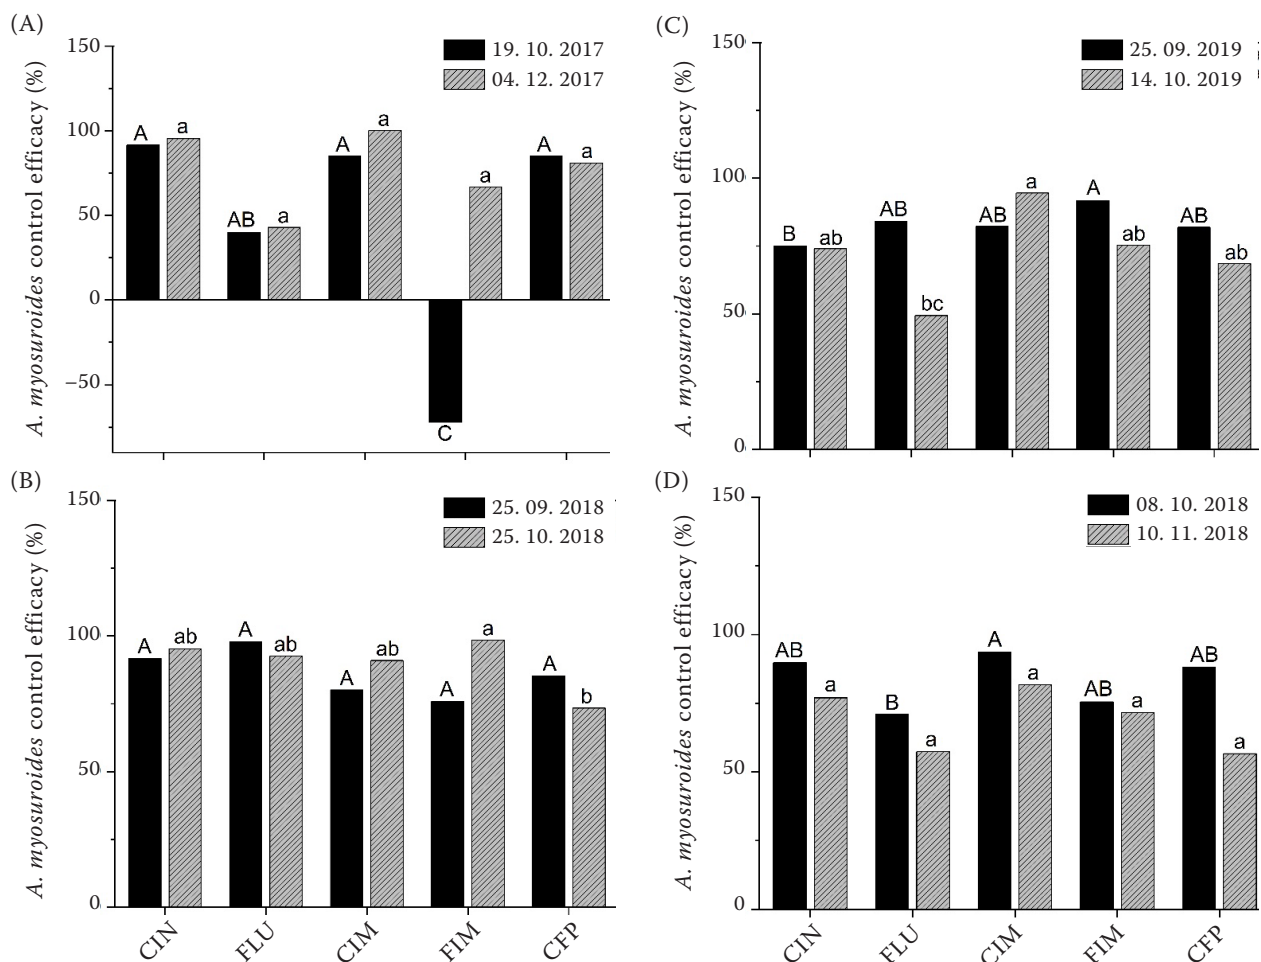 (A)
A. myosuroides control efficacy (%)
150
100
50
0
−50
19. 10. 2017
04. 12. 2017
A a
AB a
A a
C a
A a
(C)
A. myosuroides control efficacy (%)
150
100
50
0
25. 09. 2019
14. 10. 2019
B ab
AB bc
AB a
A ab
AB ab
(B)
A. myosuroides control efficacy (%)
150
100
50
0
25. 09. 2018
25. 10. 2018
A ab
A ab
A ab
A a
A b
CIN FLU CIM FIM CFP
(D)
A. myosuroides control efficacy (%)
150
100
50
0
08. 10. 2018
10. 11. 2018
AB a
B a
A a
AB a
AB a
CIN FLU CIM FIM CFP